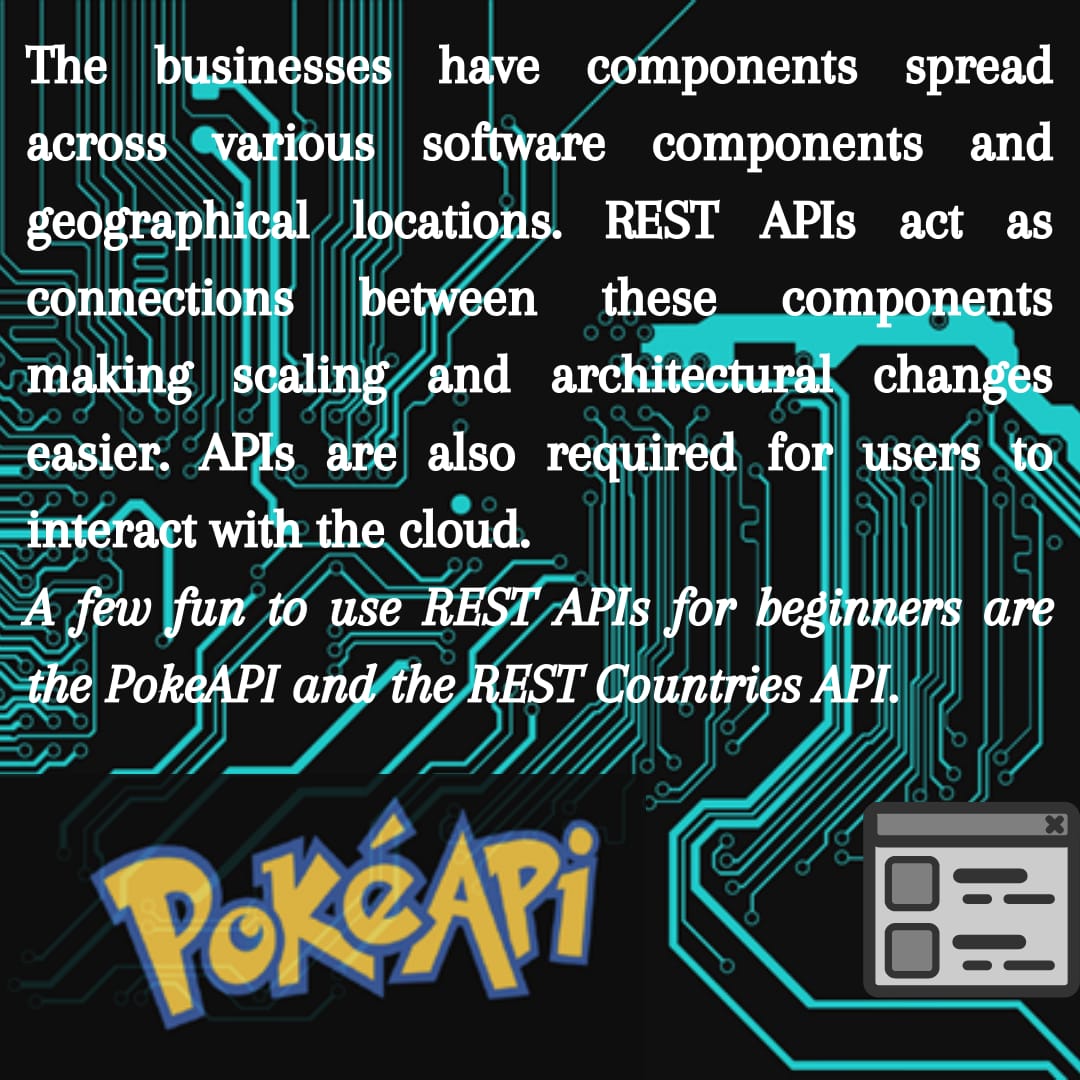 The businesses have components spread
across various software components and
geographical locations. REST APIs act as
connections between these components
making scaling and architectural changes
easier. APIs are also required for users to
interact with the cloud.
A few fun to use REST APIs for beginners are
the PokeAPI and the REST Countries API.
PokéAPi